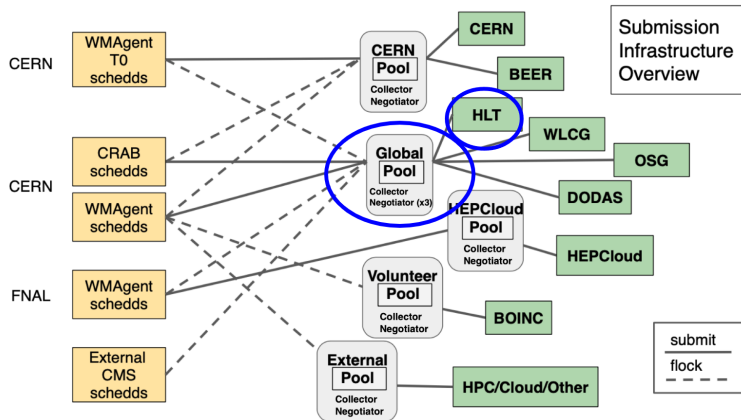 Submission
Infrastructure
Overview
CERN
WMAgent
T0
schedds
CERN
Pool
Collector
Negotiator
CERN
BEER
CERN
CRAB
schedds
WMAgent
schedds
Global
Pool
Collector
Negotiator (x3)
HLT
WLCG
OSG
DODAS
HEPCloud
Pool
Collector
Negotiator
HEPCloud
FNAL
WMAgent
schedds
Volunteer
Pool
Collector
Negotiator
BOINC
External
CMS
schedds
External
Pool
Collector
Negotiator
HPC/Cloud/Other
submit
flock